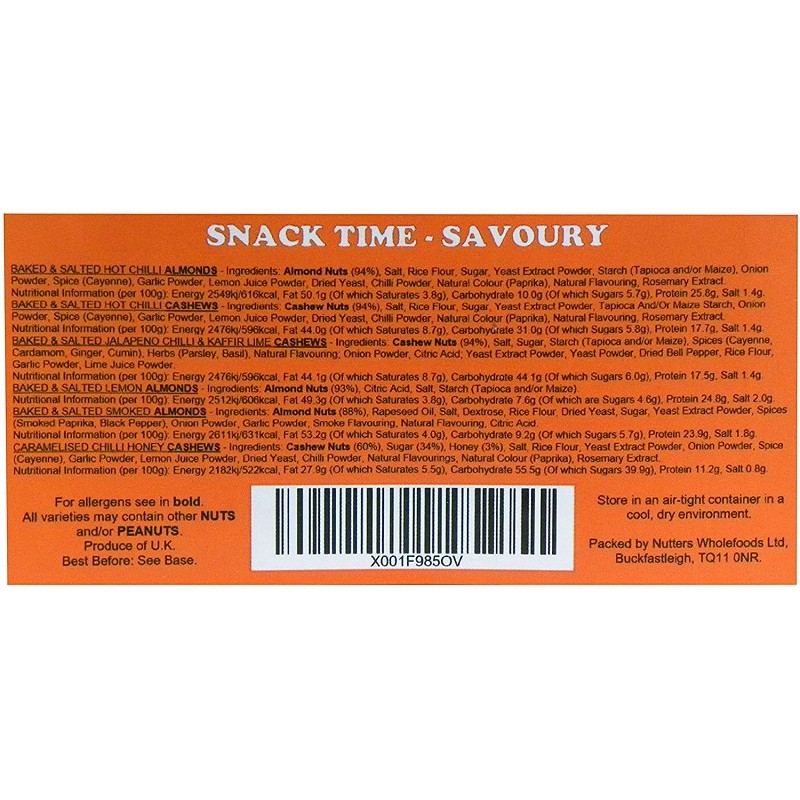 SNACK TIME - SAVOURY
BAKED & SALTED HOT CHILLI ALMONDS - Ingredients: Almond Nuts (94%), Salt, Rice Flour, Sugar, Yeast Extract Powder, Starch (Tapioca and/or Maize), Onion
Powder, Spice (Cayenne), Garlic Powder, Lemon Juice Powder, Dried Yeast, Chilli Powder, Natural Colour (Paprika), Natural Flavouring, Rosemary Extract.
Nutritional Information (per 100g): Energy 2549kj/616kcal, Fat 50.1g (Of which Saturates 3.8g), Carbohydrate 10.0g (Of which Sugars 5.7g), Protein 25.8g, Salt 1.4g.
BAKED & SALTED HOT CHILLI CASHEWS - Ingredients: Cashew Nuts (94%), Salt, Rice Flour, Sugar, Yeast Extract Powder, Tapioca And/Or Maize Starch, Onion
Powder, Spice (Cayenne), Garlic Powder, Lemon Juice Powder, Dried Yeast, Chilli Powder, Natural Colour (Paprika), Natural Flavouring, Rosemary Extract.
Nutritional Information (per 100g): Energy 2476kj/596kcal, Fat 44.0g (Of which Saturates 8.7g), Carbohydrate 31.0g (Of which Sugars 5.8g), Protein 17.7g, Salt 1.4g.
BAKED & SALTED JALAPENO CHILLI & KAFFIR LIME CASHEWS - Ingredients: Cashew Nuts (94%), Salt, Sugar, Starch (Tapioca and/or Maize), Spices (Cayenne,
Cardamom, Ginger, Cumin), Herbs (Parsley, Basil), Natural Flavouring; Onion Powder, Citric Acid; Yeast Extract Powder, Yeast Powder, Dried Bell Pepper, Rice Flour,
Garlic Powder, Lime Juice Powder.
Nutritional Information (per 100g): Energy 2476kj/596kcal, Fat 44.1g (Of which Saturates 8.7g), Carbohydrate 44.1g (Of which Sugars 6.0g), Protein 17.5g, Salt 1.4g.
BAKED & SALTED LEMON ALMONDS - Ingredients: Almond Nuts (93%), Citric Acid, Salt, Starch (Tapioca and/or Maize).
Nutritional Information (per 100g): Energy 2512kj/606kcal, Fat 49.3g (Of which Saturates 3.8g), Carbohydrate 7.6g (Of which are Sugars 4.6g), Protein 24.8g, Salt 2.0g.
BAKED & SALTED SMOKED ALMONDS - Ingredients: Almond Nuts (88%), Rapeseed Oil, Salt, Dextrose, Rice Flour, Dried Yeast, Sugar, Yeast Extract Powder, Spices
(Smoked Paprika, Black Pepper), Onion Powder, Garlic Powder, Smoke Flavouring, Natural Flavouring, Citric Acid.
Nutritional Information (per 100g): Energy 2611kj/631kcal, Fat 53.2g (Of which Saturates 4.0g), Carbohydrate 9.2g (Of which Sugars 5.7g), Protein 23.9g, Salt 1.8g.
CARAMELISED CHILLI HONEY CASHEWS - Ingredients: Cashew Nuts (60%), Sugar (34%), Honey (3%), Salt, Rice Flour, Yeast Extract Powder, Onion Powder, Spice
(Cayenne), Garlic Powder, Lemon Juice Powder, Dried Yeast, Chilli Powder, Natural Flavourings, Natural Colour (Paprika), Rosemary Extract.
Nutritional Information (per 100g): Energy 2182kj/522kcal, Fat 27.9g (Of which Saturates 5.5g), Carbohydrate 55.5g (Of which Sugars 39.9g), Protein 11.2g, Salt 0.8g.
For allergens see in bold.
All varieties may contain other NUTS
and/or PEANUTS.
Produce of U.K.
Best Before: See Base.
X001F985OV
Store in an air-tight container in a
cool, dry environment.
Packed by Nutters Wholefoods Ltd,
Buckfastleigh, TQ11 0NR.